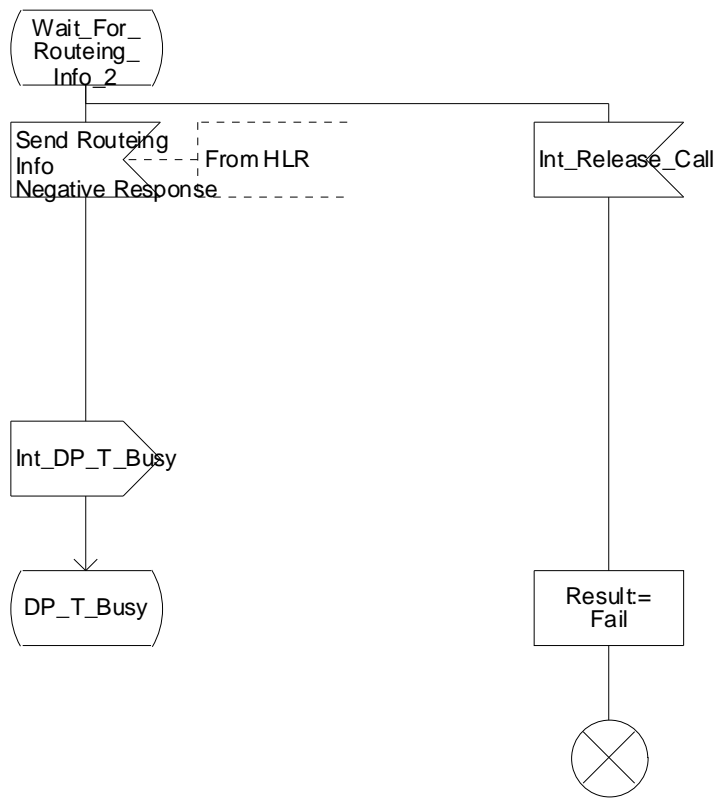 Wait_For_
Routeing_
Info_2
Send Routeing
Info
Negative Response
From HLR
Int_Release_Call
Int_DP_T_Busy
DP_T_Busy
Result:=
Fail